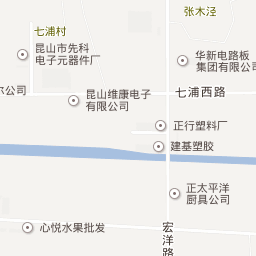 张木泾
七浦村
昆山市先科
电子元器件厂
华新电路板
集团有限公司
尔公司
昆山维康电子
有限公司
七浦西路
正行塑料厂
建基塑胶
正太平洋
厨具公司
心悦水果批发
宏洋路